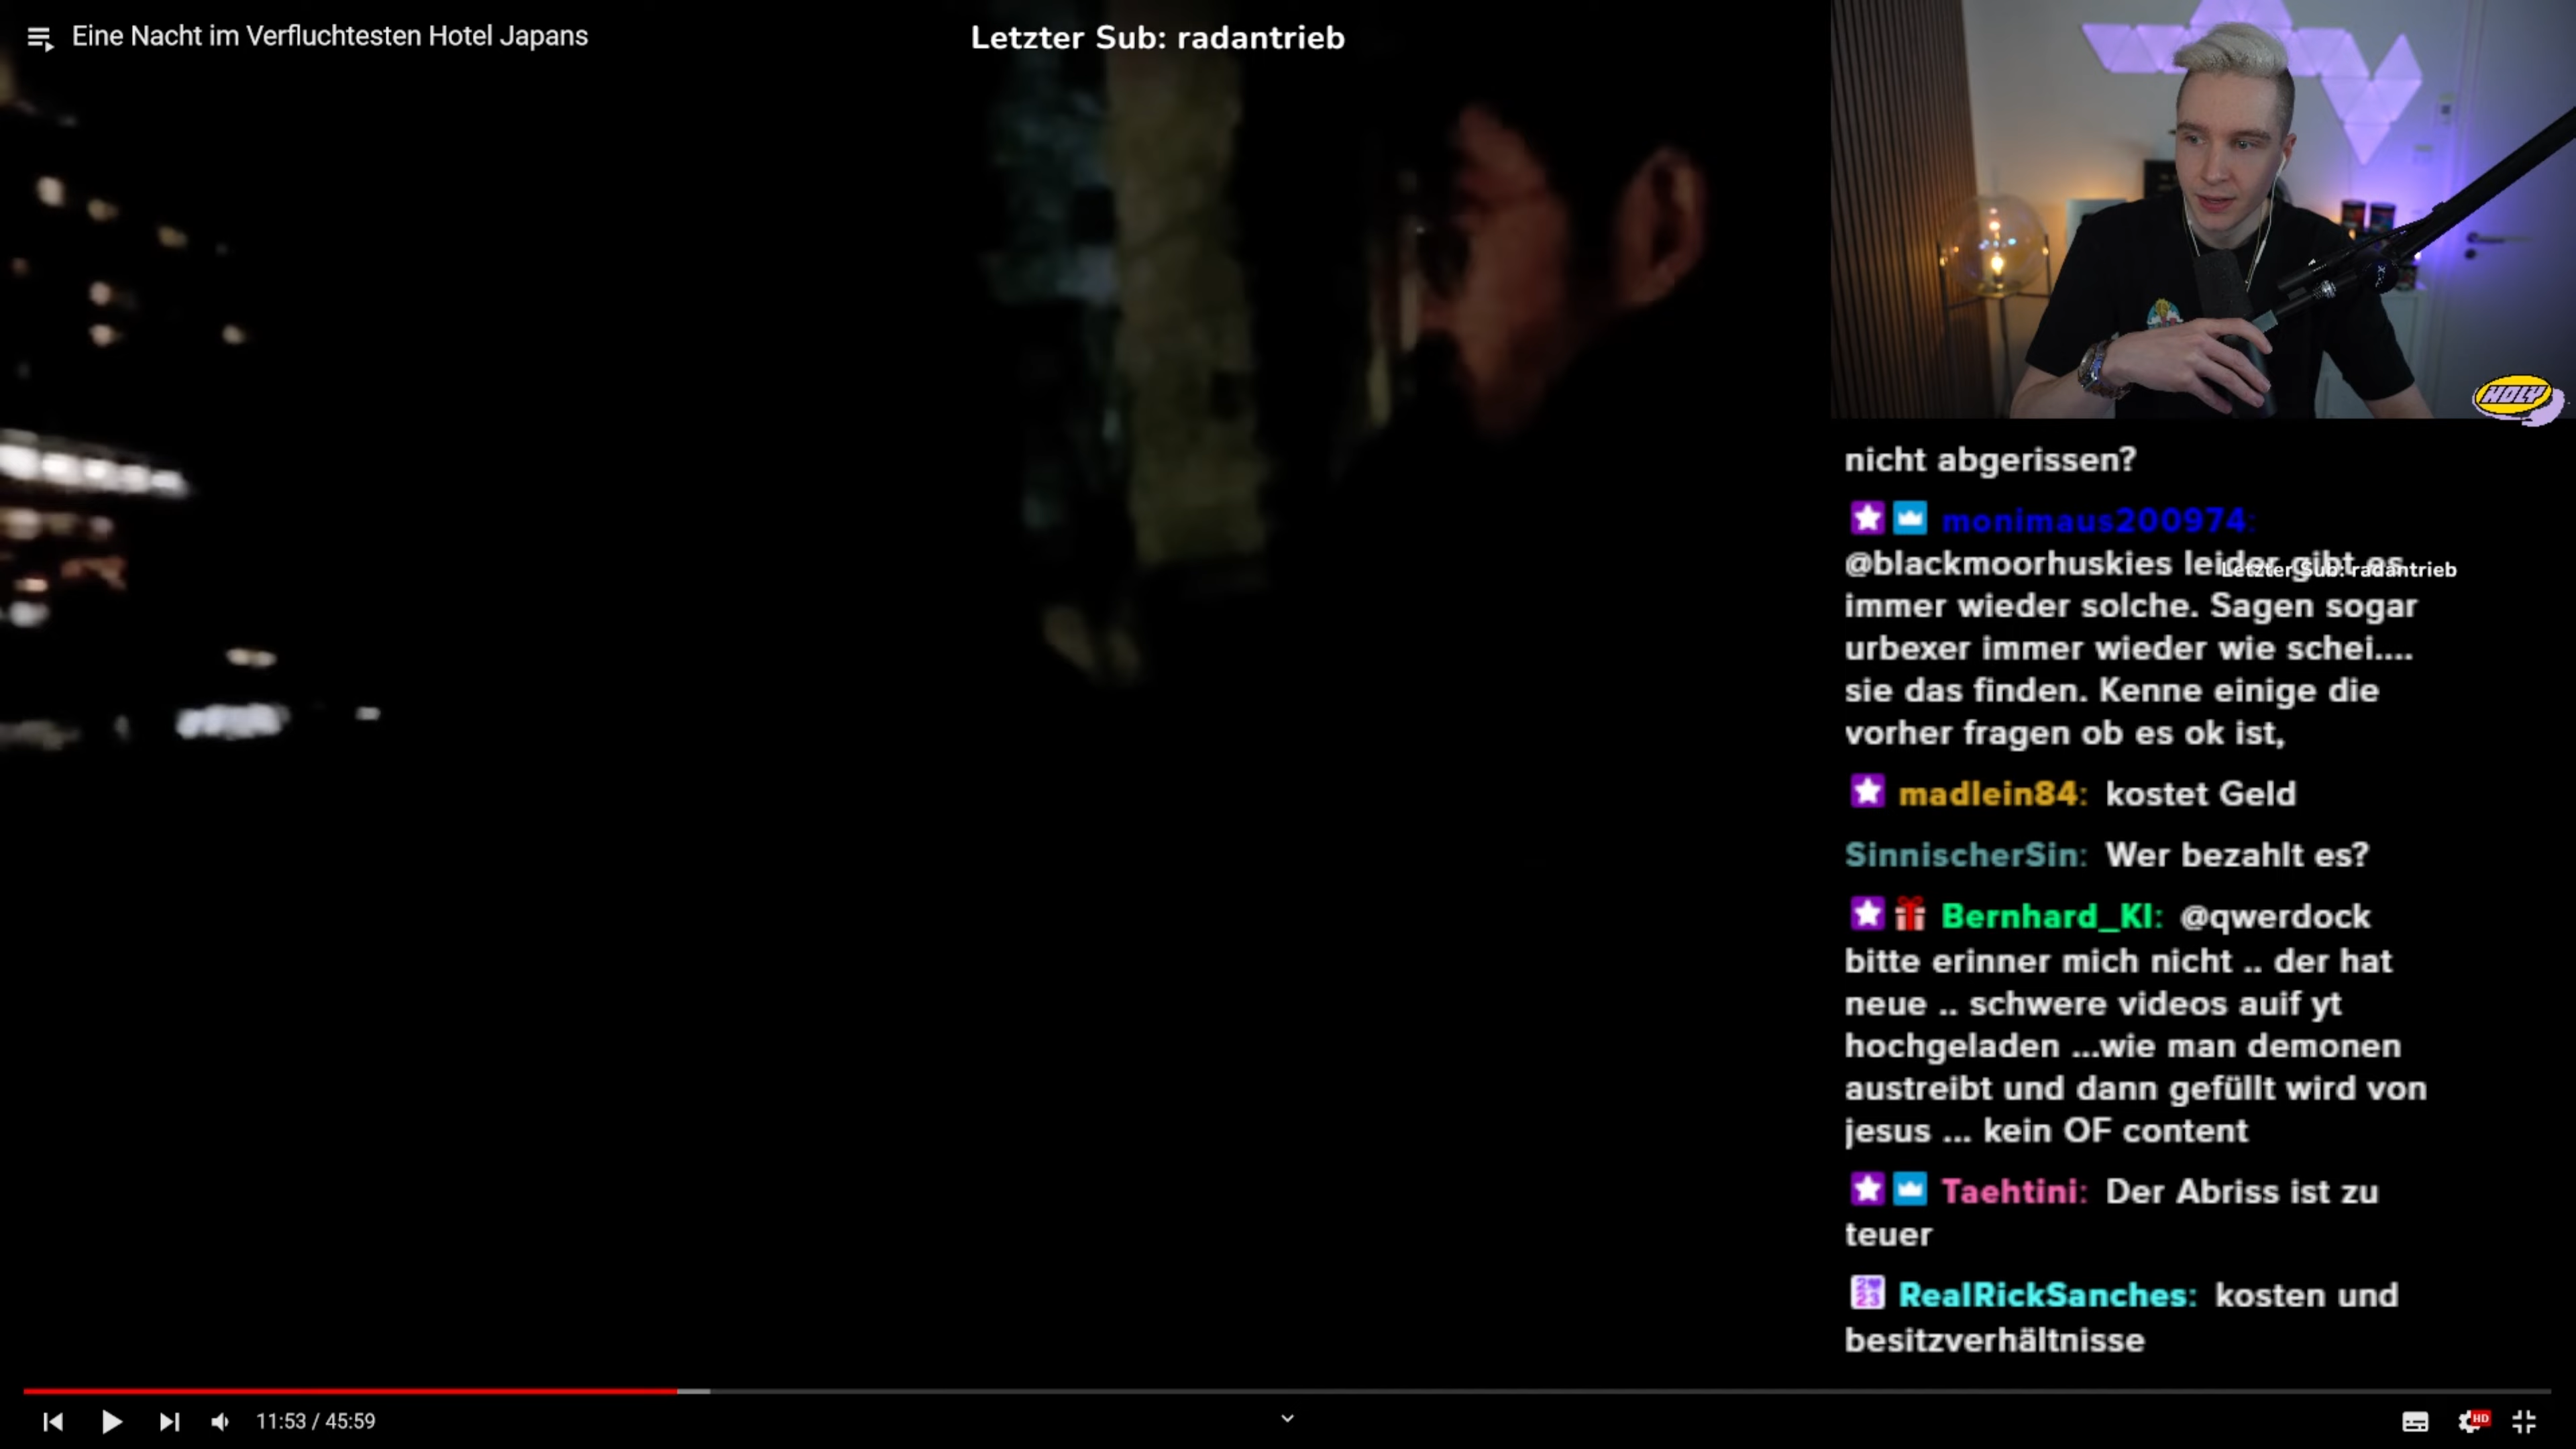 Eine Nacht im Verfluchtesten Hotel Japans
Letzter Sub: radantrieb
HOLY
nicht abgerissen?
monimaus200974:
@blackmoorhuskies leider gibt es
Letzter Sub: radantrieb
immer wieder solche. Sagen sogar
urbexer immer wieder wie schei....
sie das finden. Kenne einige die
vorher fragen ob es ok ist,
madlein84: kostet Geld
SinnischerSin: Wer bezahlt es?
Bernhard_KI: @qwerdock
bitte erinner mich nicht .. der hat
neue .. schwere videos auif yt
hochgeladen ...wie man demonen
austreibt und dann gefüllt wird von
jesus ... kein OF content
Taehtini: Der Abriss ist zu
teuer
RealRickSanches: kosten und
besitzverhältnisse
11:53 / 45:59
HD